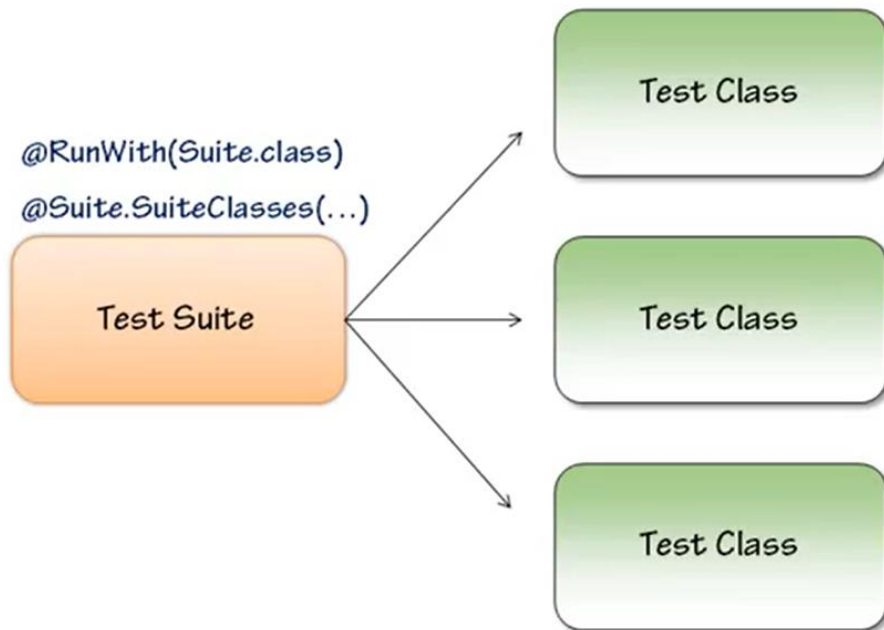 @RunWith(Suite.class)
@Suite.SuiteClasses(...)
Test Suite
Test Class
Test Class
Test Class